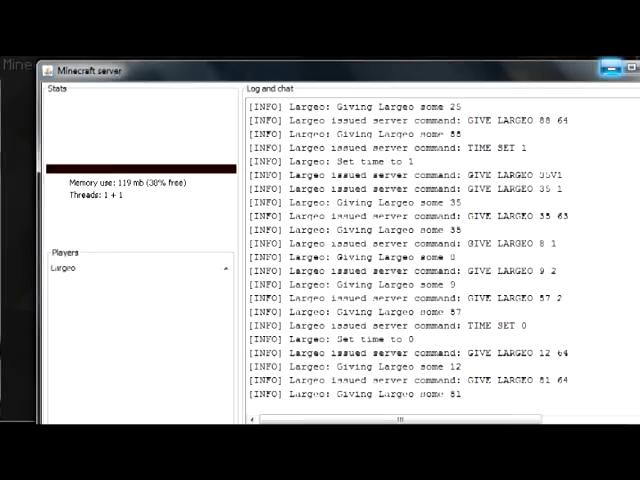 Mine
Minecraft server
Stats
Log and chat
Memory use: 119 mb (38% free)
Threads: 1 + 1
Players
Largeo
[INFO] Largeo: Giving Largeo some 25
[INFO] Largeo issued server command: GIVE LARGEO 88 64
[INFO] Largeo: Giving Largeo some 88
[INFO] Largeo issued server command: TIME SET 1
[INFO] Largeo: Set time to 1
[INFO] Largeo issued server command: GIVE LARGEO 35V1
[INFO] Largeo issued server command: GIVE LARGEO 35 1
[INFO] Largeo: Giving Largeo some 35
[INFO] Largeo issued server command: GIVE LARGEO 35 63
[INFO] Largeo: Giving Largeo some 35
[INFO] Largeo issued server command: GIVE LARGEO 8 1
[INFO] Largeo: Giving Largeo some 8
[INFO] Largeo issued server command: GIVE LARGEO 9 2
[INFO] Largeo: Giving Largeo some 9
[INFO] Largeo issued server command: GIVE LARGEO 57 2
[INFO] Largeo: Giving Largeo some 57
[INFO] Largeo issued server command: TIME SET 0
[INFO] Largeo: Set time to 0
[INFO] Largeo issued server command: GIVE LARGEO 12 64
[INFO] Largeo: Giving Largeo some 12
[INFO] Largeo issued server command: GIVE LARGEO 81 64
[INFO] Largeo: Giving Largeo some 81